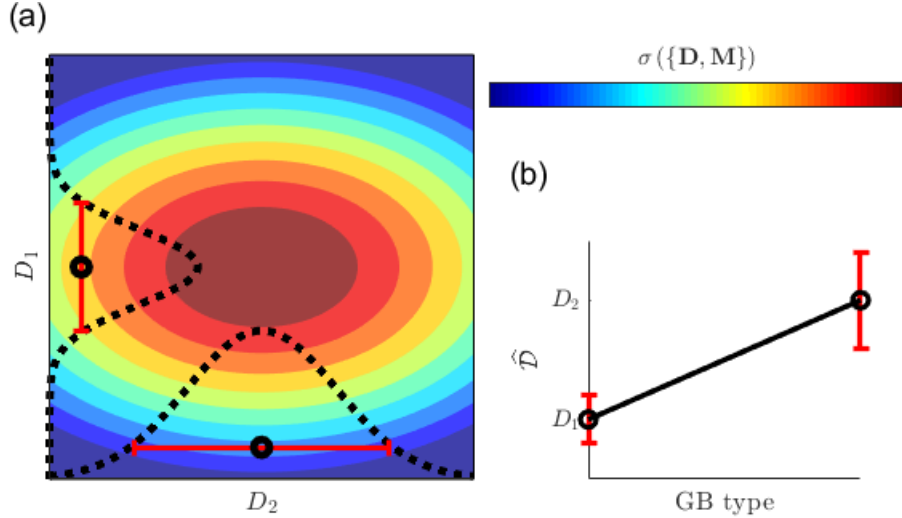 (a)
σ ({D, M})
(b)
D₁
D₂
D₂
D̂
D₁
GB type